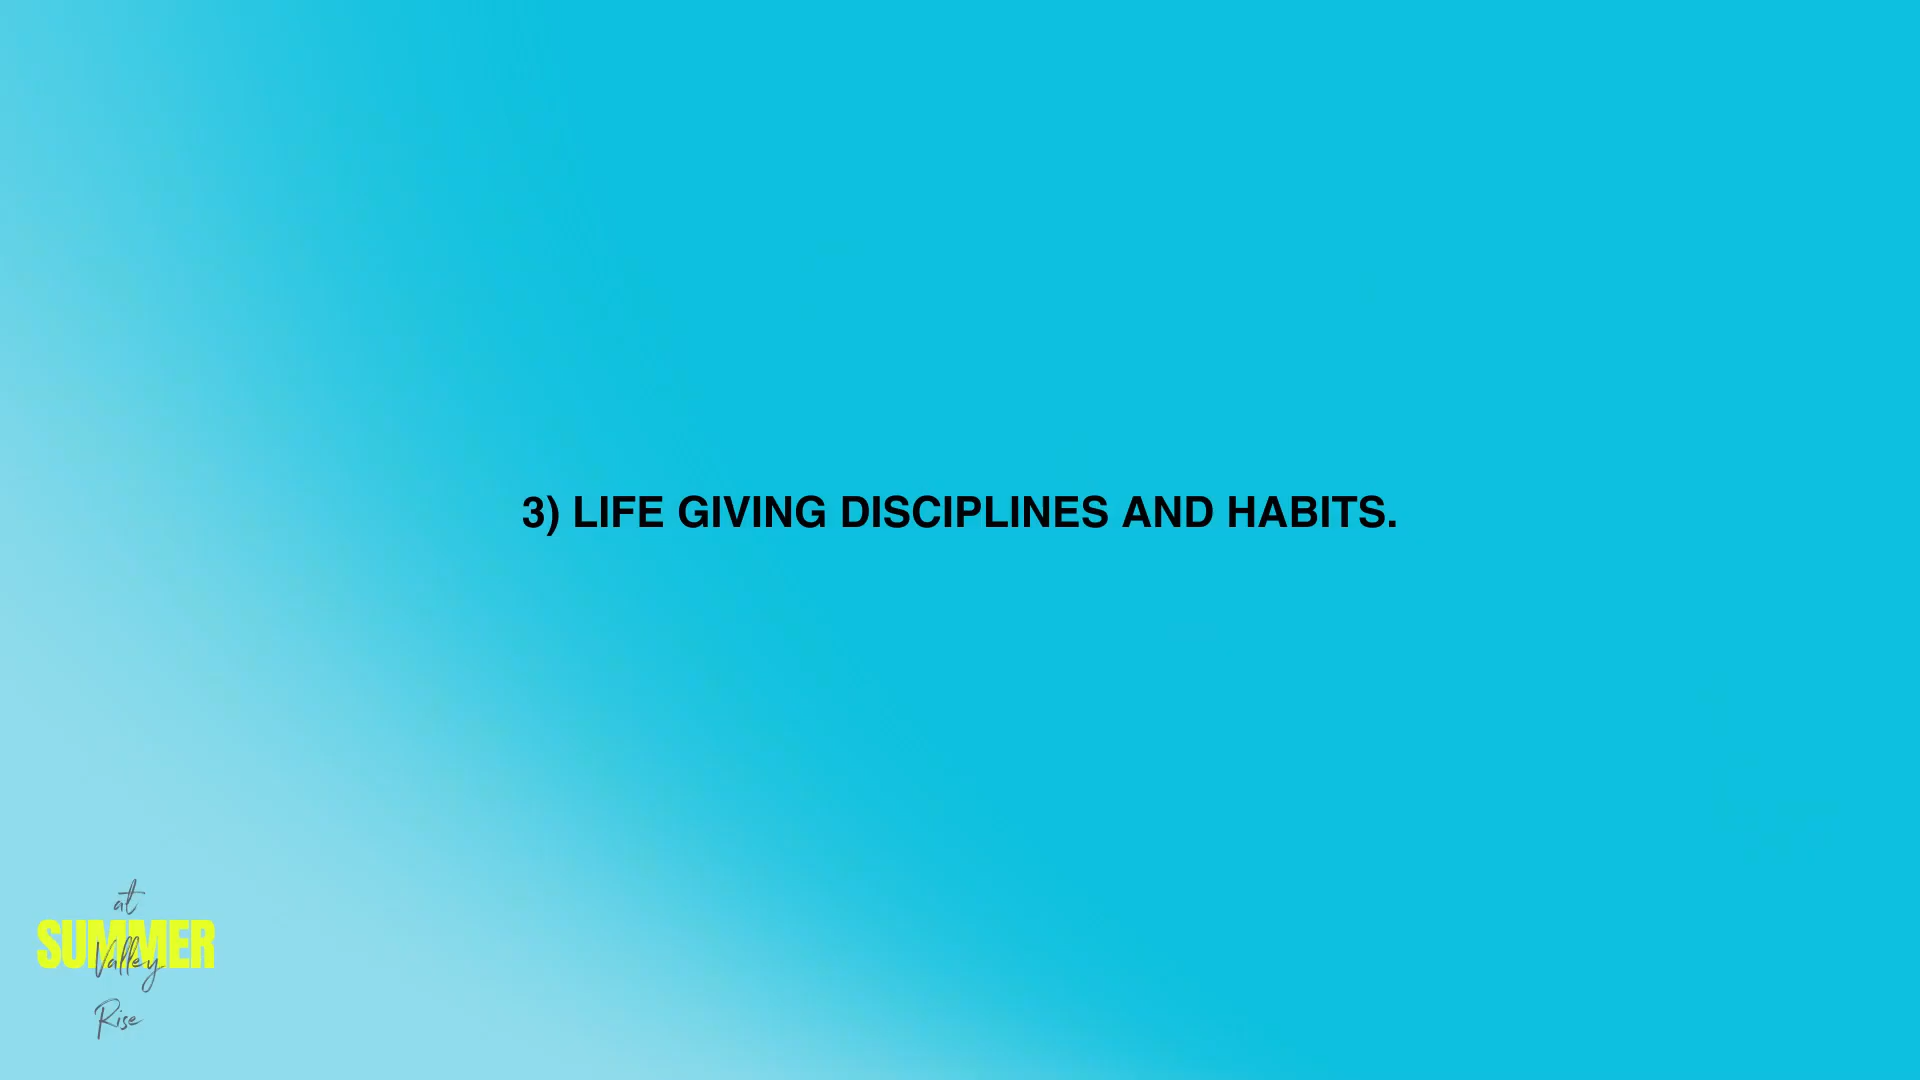 3) LIFE GIVING DISCIPLINES AND HABITS.
at
SUMMER
Valley
Rise